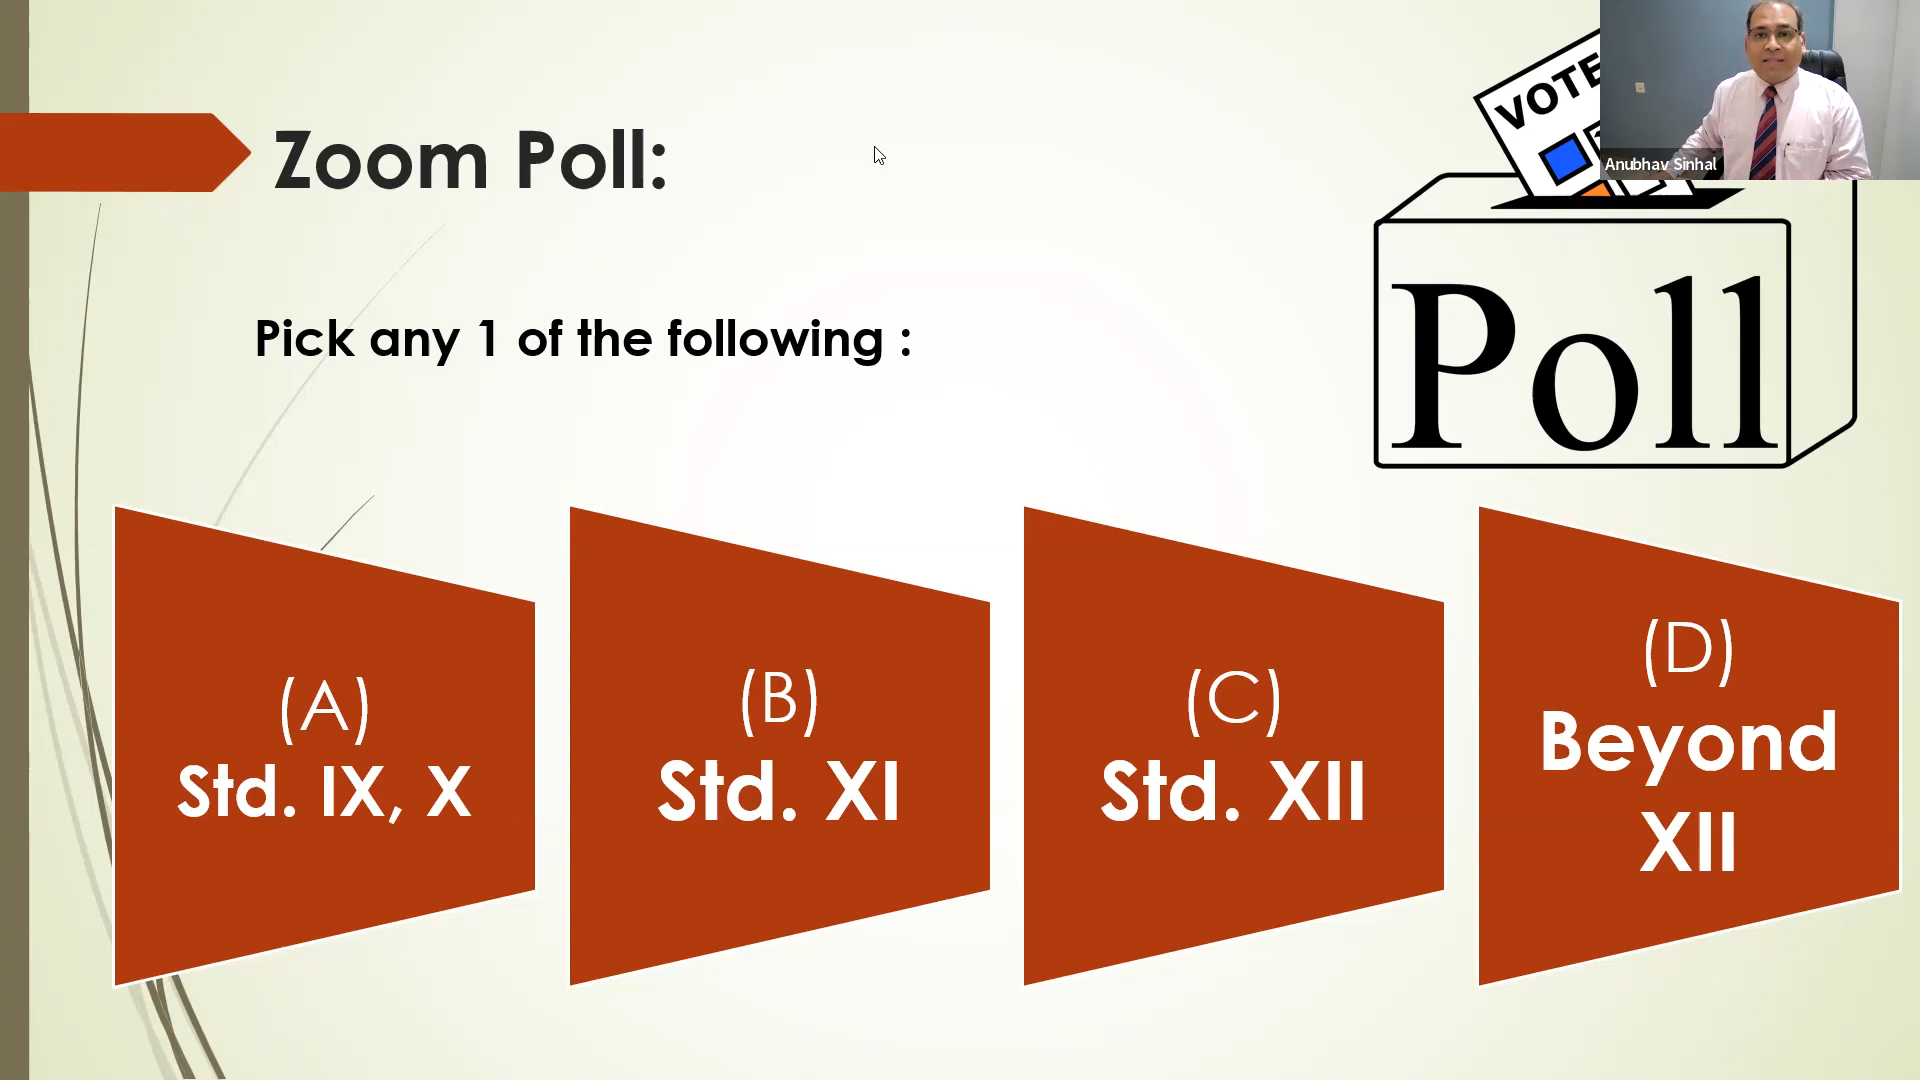 Zoom Poll:
VOTE
Anubhav Sinhal
Poll
Pick any 1 of the following :
(A)
Std. IX, X
(B)
Std. XI
(C)
Std. XII
(D)
Beyond
XII